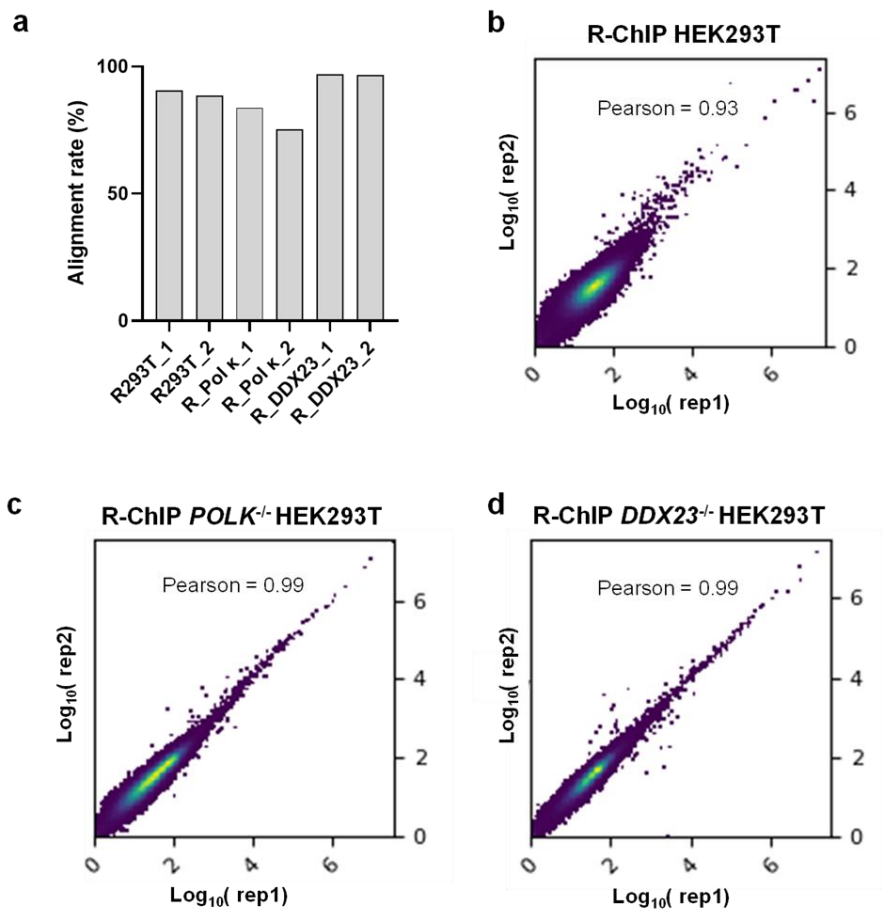 a
Alignment rate (%)
100
50
0
R293T_1
R293T_2
R_Pol κ_1
R_Pol κ_2
R_DDX23_1
R_DDX23_2
b
R-ChIP HEK293T
Pearson = 0.93
Log10( rep2)
6
4
2
0
0
2
4
6
Log10( rep1)
c
R-ChIP POLK-/- HEK293T
Pearson = 0.99
Log10( rep2)
6
4
2
0
0
2
4
6
Log10( rep1)
d
R-ChIP DDX23-/- HEK293T
Pearson = 0.99
Log10( rep2)
6
4
2
0
0
2
4
6
Log10( rep1)